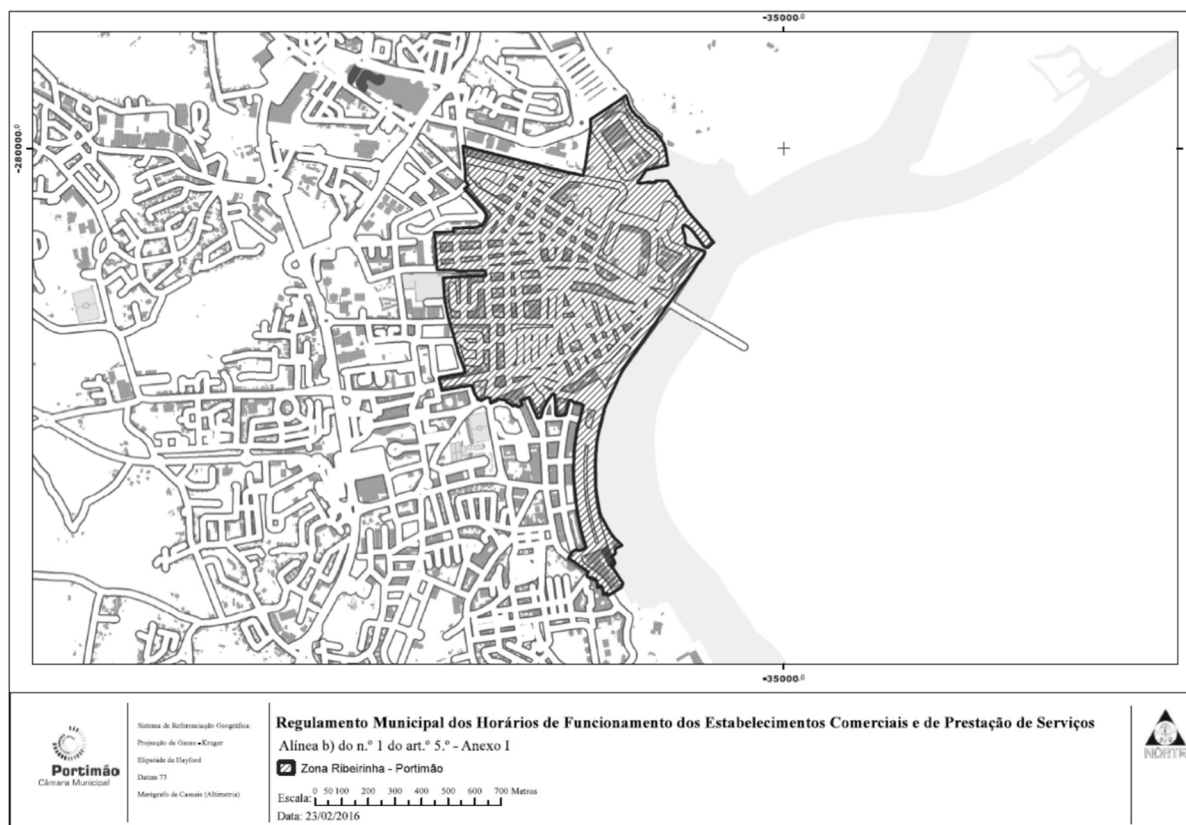 -35000,0
-280000,0
-35000,0
Portimão
Câmara Municipal
Sistema de Referenciação Geográfica:
Projecção de Gauss - Kruger
Elipsóide de Hayford
Datum 73
Marégrafo de Cascais (Altimetria)
Regulamento Municipal dos Horários de Funcionamento dos Estabelecimentos Comerciais e de Prestação de Serviços
Alínea b) do n.º 1 do art.º 5.º - Anexo I
Zona Ribeirinha - Portimão
Escala: 0 50 100 200 300 400 500 600 700 Metros
Data: 23/02/2016
NORTE